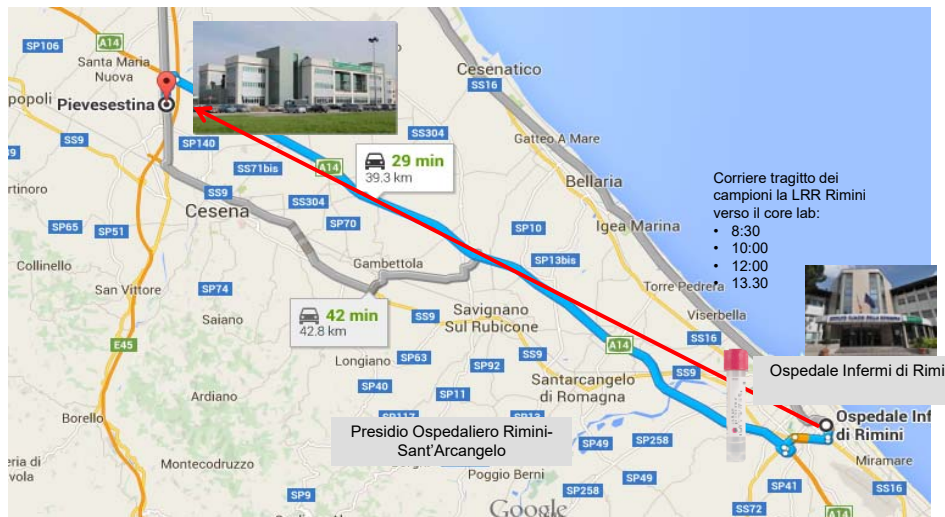 SP106
A14
Santa Maria
Nuova
popoli
Pievesestina
SS9
SP140
SS71bis
A14
SS304
29 min
39.3 km
Cesenatico
SS16
Gatteo A Mare
Bellaria
Igea Marina
Corriere tragitto dei
campioni la LRR Rimini
verso il core lab:
• 8:30
• 10:00
• 12:00
• 13.30
rtinoro
SS9
Cesena
SS304
SP70
SP10
SP65
SP51
SP13bis
Collinello
San Vittore
SP74
Gambettola
Torre Pedrera
Viserbella
Saiano
42 min
42.8 km
SS9
Savignano
Sul Rubicone
SS16
E45
Longiano
SP63
SP92
SS9
A14
SP40
SP11
Santarcangelo
di Romagna
SS9
Ospedale Infermi di Rimi
Ardiano
Borello
SP117
SP13
Presidio Ospedaliero Rimini-
Sant'Arcangelo
Ospedale Inf
di Rimini
SP49
SP258
Miramare
eria di
vola
Montecodruzzo
Poggio Berni
SP9
SP258
SP49
SP41
SS16
Google
SS72
A14